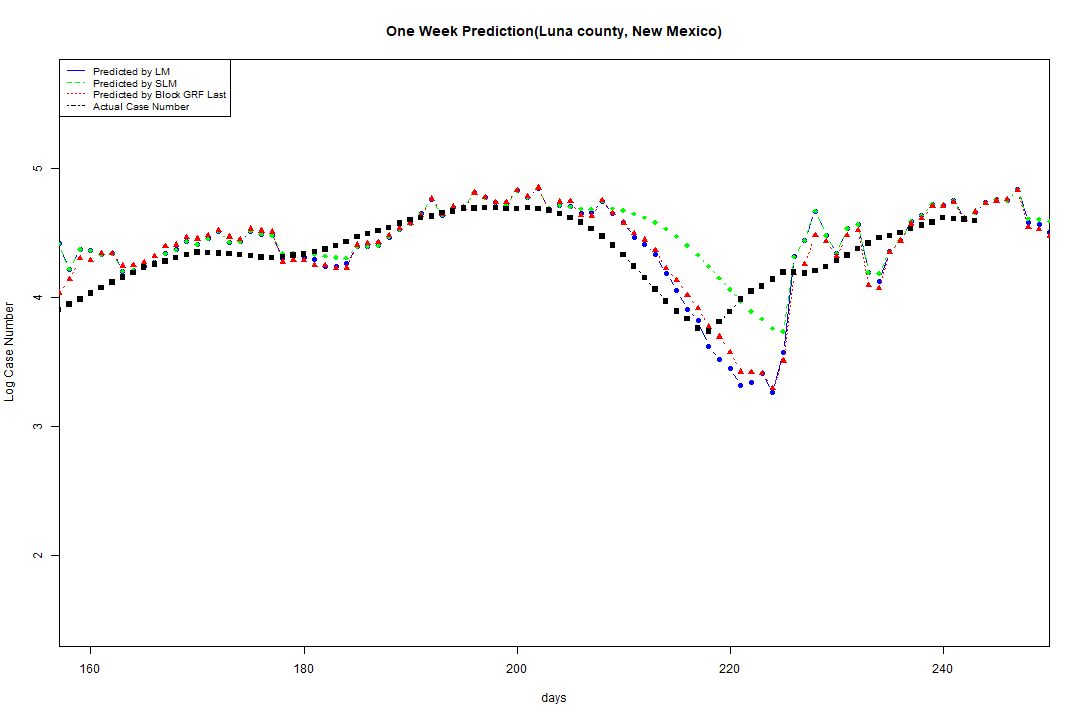 One Week Prediction(Luna county, New Mexico)
Predicted by LM
Predicted by SLM
Predicted by Block GRF Last
Actual Case Number
5
4
3
2
Log Case Number
160 180 200 220 240
days